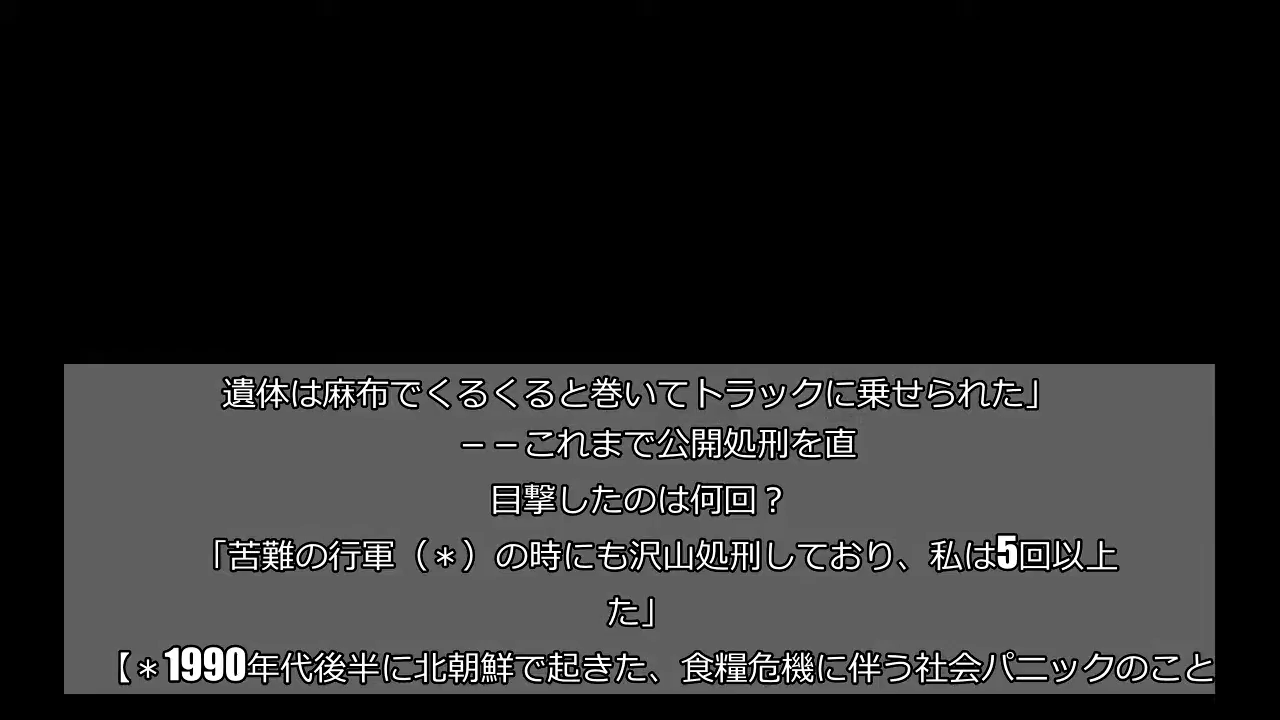 遺体は麻布でくるくると巻いてトラックに乗せられた」
－－これまで公開処刑を直
目撃したのは何回？
「苦難の行軍（＊）の時にも沢山処刑しており、私は5回以上
た」
【＊1990年代後半に北朝鮮で起きた、食糧危機に伴う社会パニックのこと